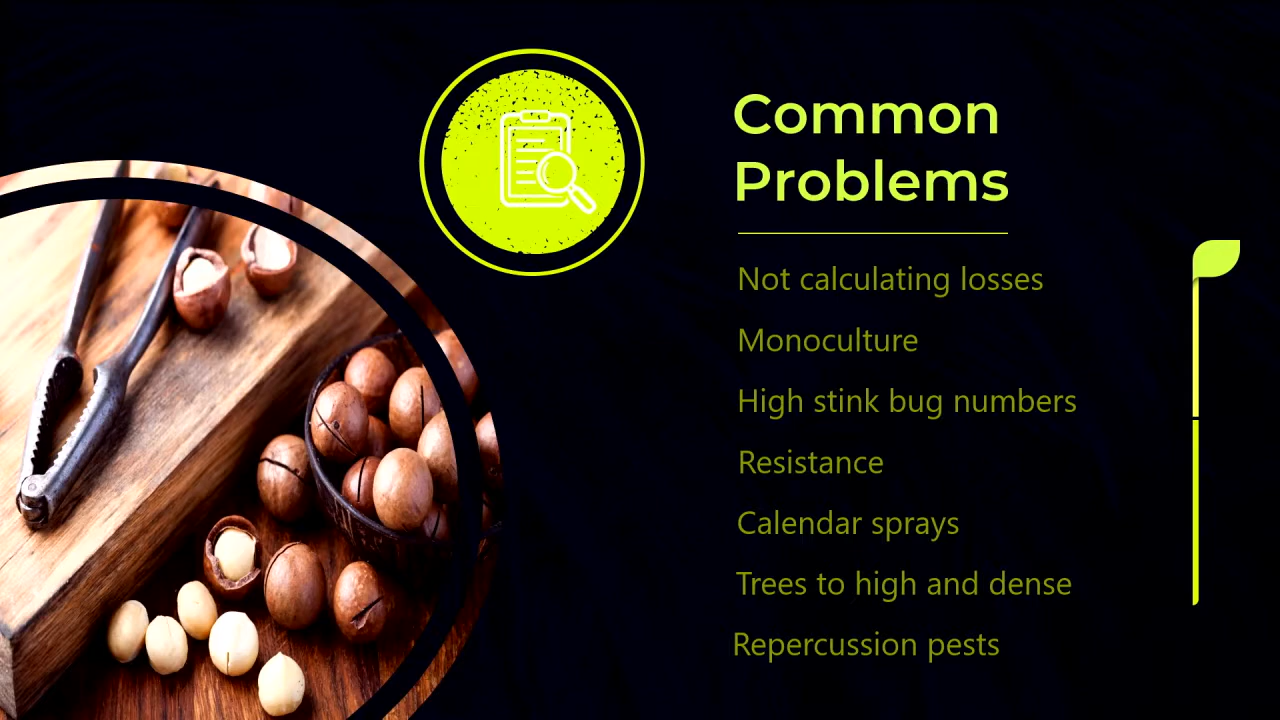 Common
Problems
Not calculating losses
Monoculture
High stink bug numbers
Resistance
Calendar sprays
Trees to high and dense
Repercussion pests